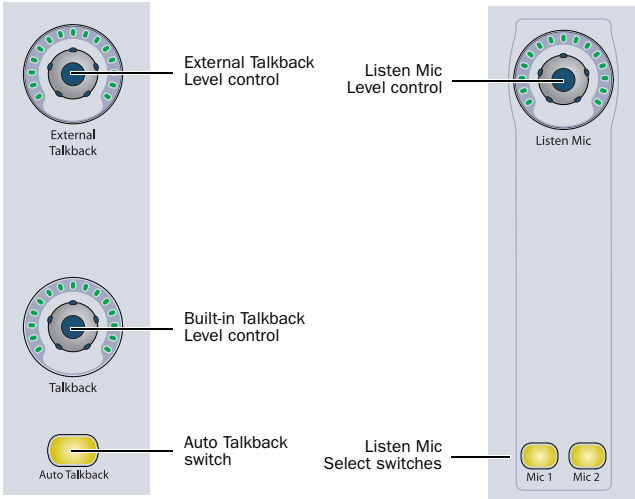 External Talkback
Level control
External
Talkback
Built-in Talkback
Level control
Talkback
Auto Talkback
switch
Auto Talkback
Listen Mic
Level control
Listen Mic
Listen Mic
Select switches
Mic 1
Mic 2